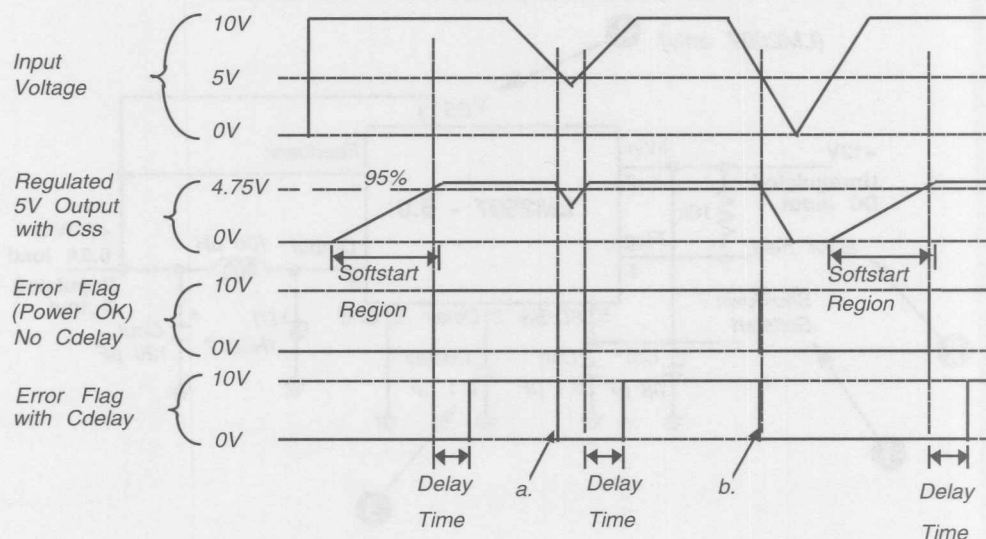 10V
Input
Voltage
5V
0V
Regulated
5V Output
with Css
4.75V
95%
0V
Softstart
Region
Softstart
Region
Error Flag
(Power OK)
No Cdelay
10V
0V
Error Flag
with Cdelay
10V
0V
Delay
Time
a.
Delay
Time
b.
Delay
Time